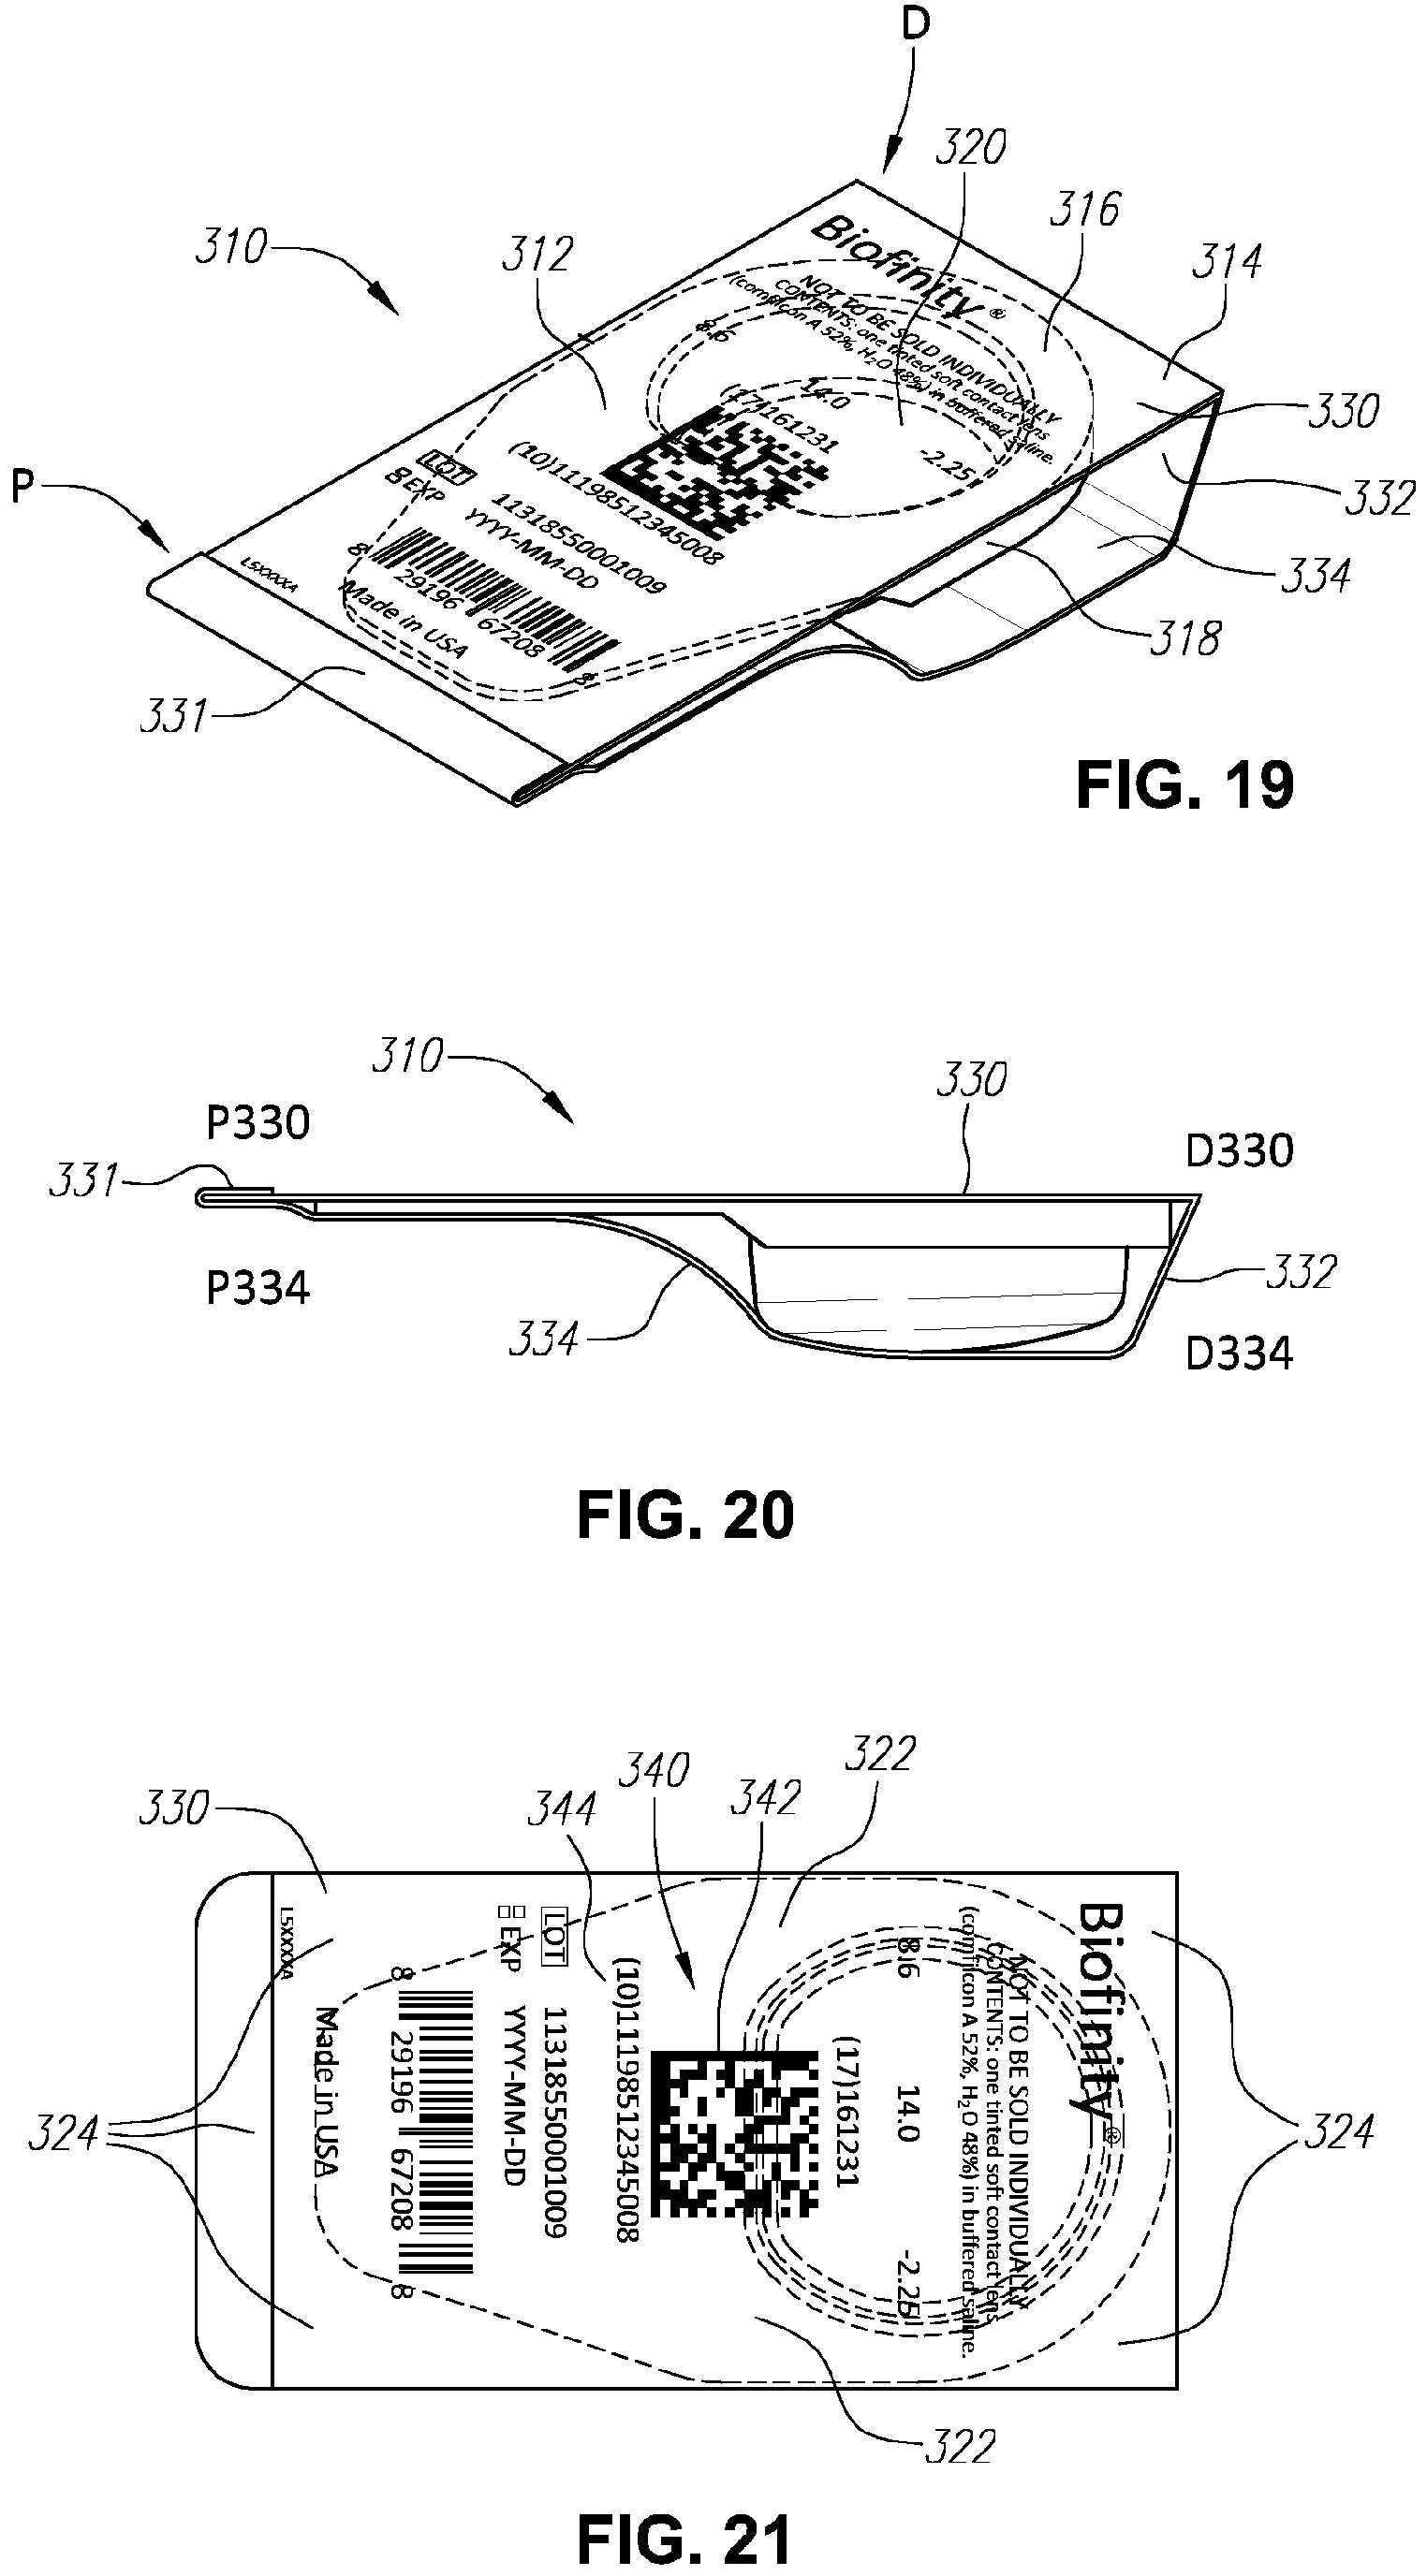 D
320
316
310
312
314
Biofinity®
NOT TO BE SOLD INDIVIDUALLY
CONTENTS: one tinted soft contact lens
(comfilcon A 52%, H₂O 48%) in buffered saline.
8.6
14.0
-2.25
330
332
334
318
(17)161231
(10)11198512345008
LOT
11318550001009
EXP
YYYY-MM-DD
P
8
29196
67208
8
Made in USA
L5XXXXA
331
FIG. 19
310
330
P330
D330
331
332
P334
334
D334
FIG. 20
322
340
342
344
330
Biofinity®
NOT TO BE SOLD INDIVIDUALLY
CONTENTS: one tinted soft contact lens
(comfilcon A 52%, H₂O 48%) in buffered saline.
8.6
14.0
-2.25
(17)161231
(10)11198512345008
LOT
11318550001009
EXP
YYYY-MM-DD
8
29196
67208
8
Made in USA
L5XXXXA
324
324
322
FIG. 21